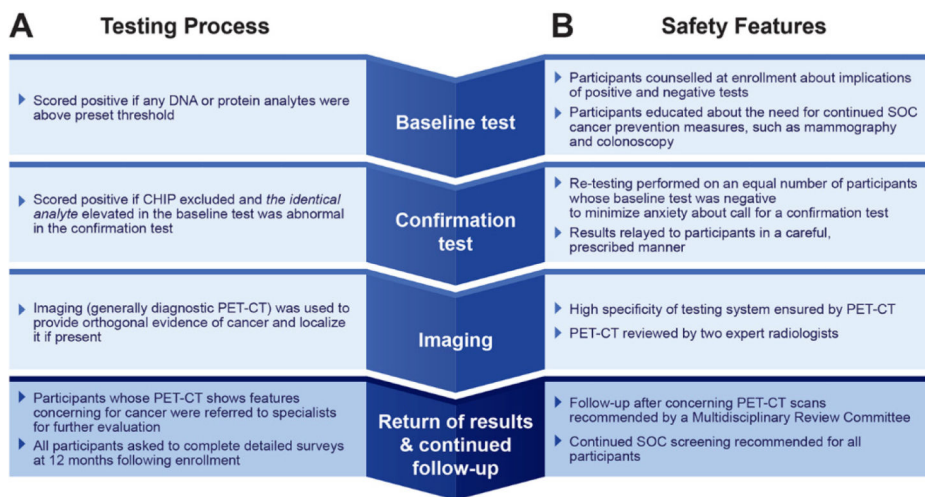 A Testing Process
B Safety Features
Scored positive if any DNA or protein analytes were
above preset threshold
Baseline test
Participants counselled at enrollment about implications
of positive and negative tests
Participants educated about the need for continued SOC
cancer prevention measures, such as mammography
and colonoscopy
Scored positive if CHIP excluded and the identical
analyte elevated in the baseline test was abnormal
in the confirmation test
Confirmation
test
Re-testing performed on an equal number of participants
whose baseline test was negative
to minimize anxiety about call for a confirmation test
Results relayed to participants in a careful,
prescribed manner
Imaging (generally diagnostic PET-CT) was used to
provide orthogonal evidence of cancer and localize
it if present
Imaging
High specificity of testing system ensured by PET-CT
PET-CT reviewed by two expert radiologists
Participants whose PET-CT shows features
concerning for cancer were referred to specialists
for further evaluation
All participants asked to complete detailed surveys
at 12 months following enrollment
Return of results
& continued
follow-up
Follow-up after concerning PET-CT scans
recommended by a Multidisciplinary Review Committee
Continued SOC screening recommended for all
participants